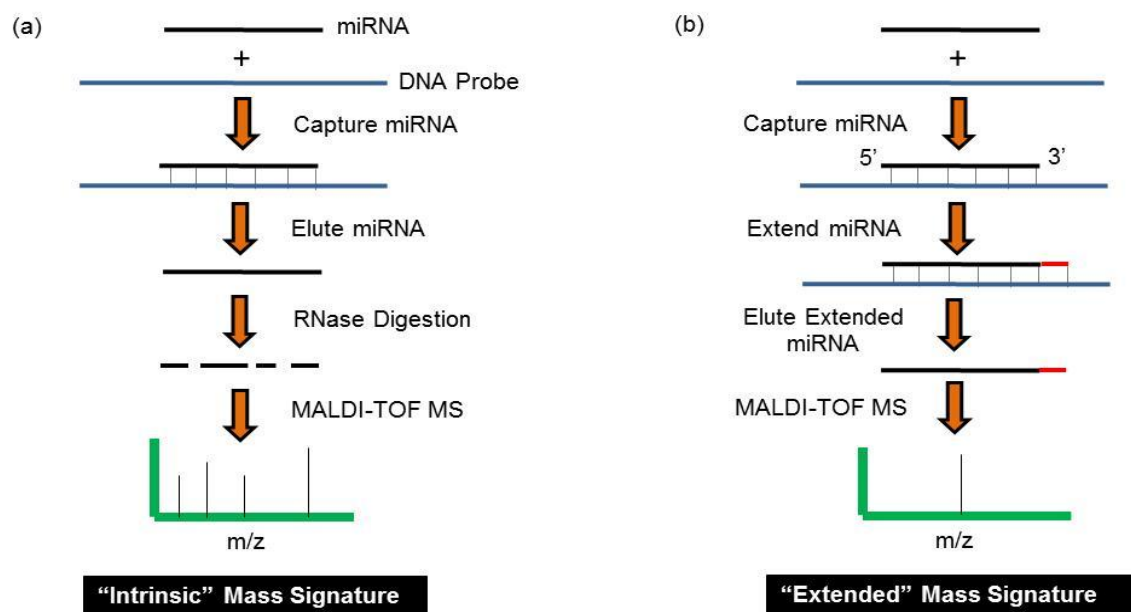 (a)
miRNA
+
DNA Probe
Capture miRNA
Elute miRNA
RNase Digestion
MALDI-TOF MS
m/z
“Intrinsic” Mass Signature
(b)
+
Capture miRNA
5’ 3’
Extend miRNA
Elute Extended
miRNA
MALDI-TOF MS
m/z
“Extended” Mass Signature